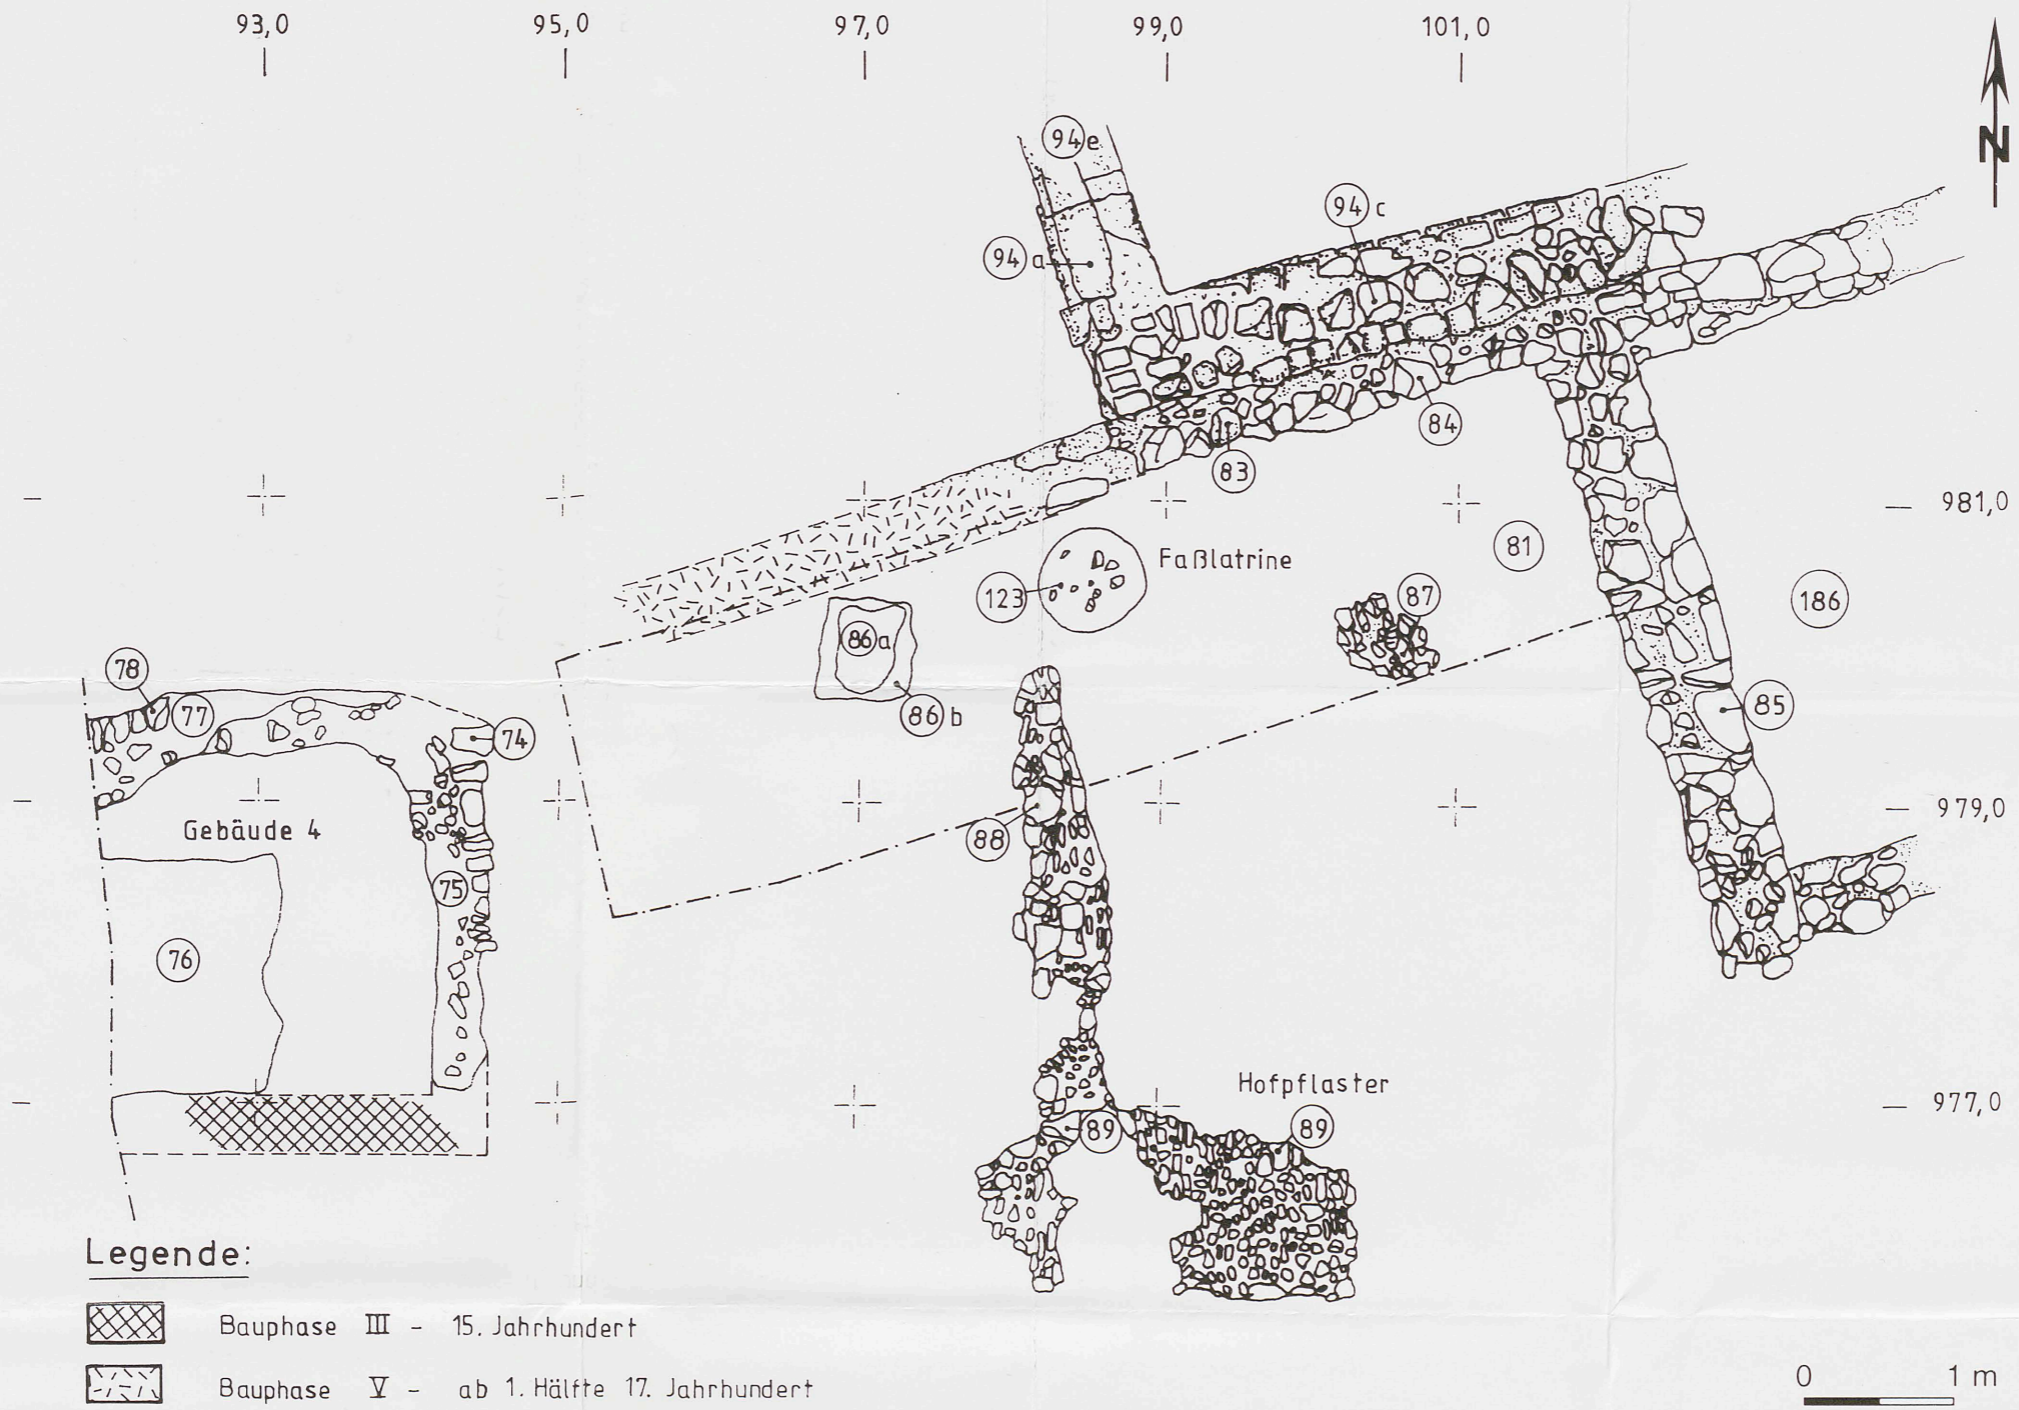 93,0 95,0 97,0 99,0 101,0
N
94 e
94 c
94 a
84
83
981,0
81
Faßlatrine
123
87
186
86 a
78
77
86 b
85
74
979,0
Gebäude 4
88
75
76
Hofpflaster
977,0
89
89
Legende:
Bauphase III - 15. Jahrhundert
Bauphase V - ab 1. Hälfte 17. Jahrhundert
0 1 m